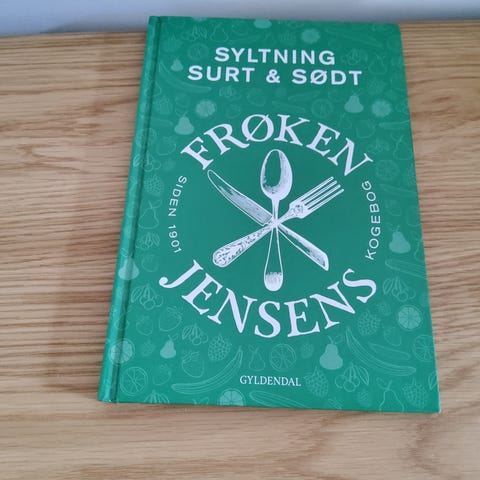 SYLTNING
SURT & SØDT
FRØKEN
SIDEN 1901
KOGEBOG
JENSENS
GYLDENDAL